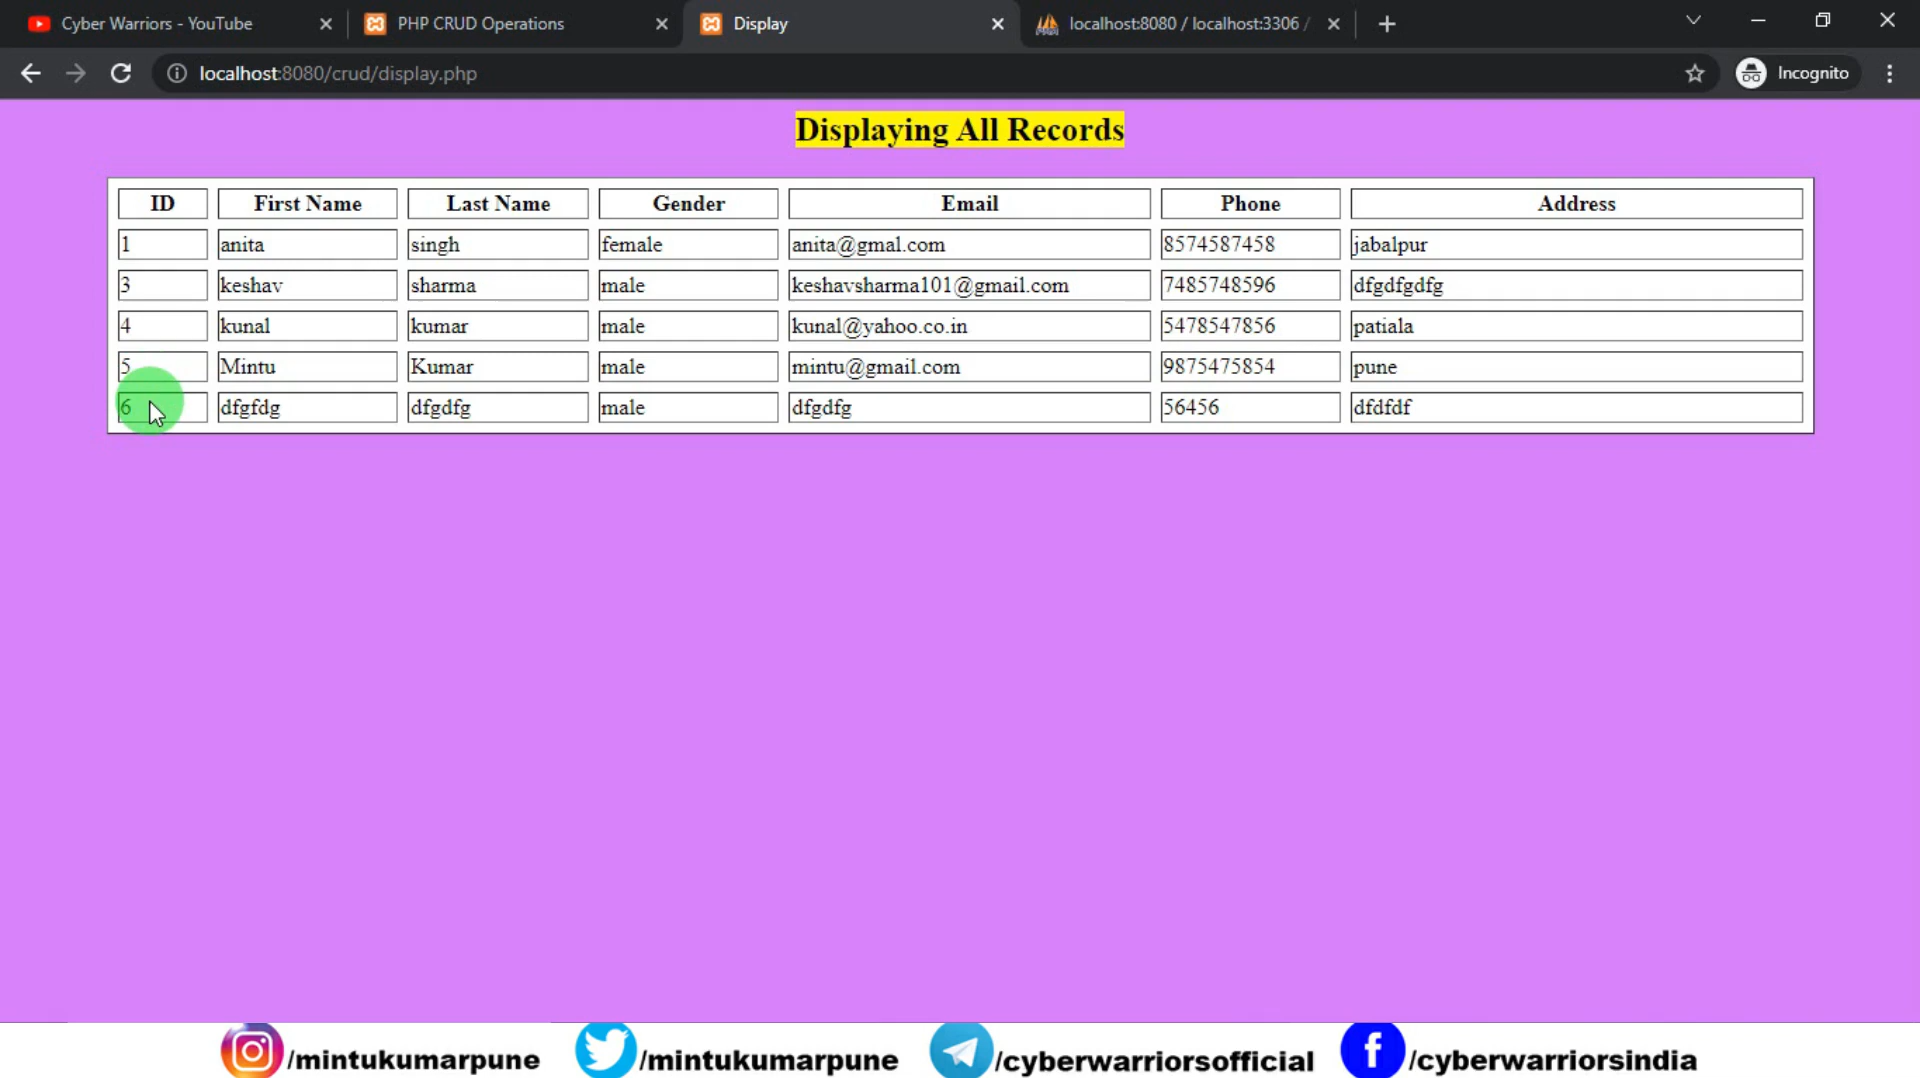 Cyber Warriors - YouTube PHP CRUD Operations Display localhost:8080 / localhost:3306 /
localhost:8080/crud/display.php Incognito
Displaying All Records
ID First Name Last Name Gender Email Phone Address
1 anita singh female anita@gmal.com 8574587458 jabalpur
3 keshav sharma male keshavsharma101@gmail.com 7485748596 dfgdfgdfg
4 kunal kumar male kunal@yahoo.co.in 5478547856 patiala
5 Mintu Kumar male mintu@gmail.com 9875475854 pune
6 dfgfdg dfgdfg male dfgdfg 56456 dfdfdf
/mintukumarpune /mintukumarpune /cyberwarriorsofficial /cyberwarriorsindia